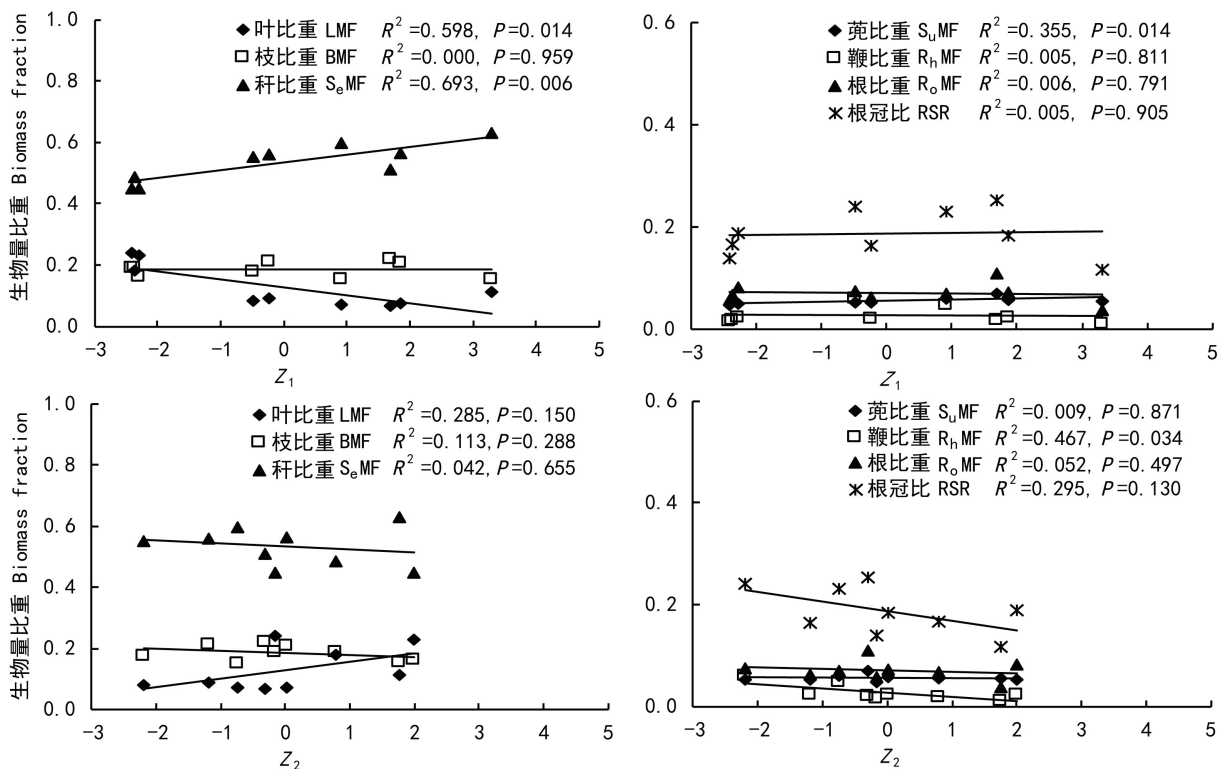 生物量比重 Biomass fraction
1.0
0.8
0.6
0.4
0.2
0.0
叶比重 LMF R²=0.598, P=0.014
枝比重 BMF R²=0.000, P=0.959
秆比重 SeMF R²=0.693, P=0.006
−3 −2 −1 0 1 2 3 4 5
Z₁
0.6
0.4
0.2
0.0
蔸比重 SuMF R²=0.355, P=0.014
鞭比重 RhMF R²=0.005, P=0.811
根比重 RoMF R²=0.006, P=0.791
根冠比 RSR R²=0.005, P=0.905
−3 −2 −1 0 1 2 3 4 5
Z₁
生物量比重 Biomass fraction
1.0
0.8
0.6
0.4
0.2
0.0
叶比重 LMF R²=0.285, P=0.150
枝比重 BMF R²=0.113, P=0.288
秆比重 SeMF R²=0.042, P=0.655
−3 −2 −1 0 1 2 3 4 5
Z₂
0.6
0.4
0.2
0.0
蔸比重 SuMF R²=0.009, P=0.871
鞭比重 RhMF R²=0.467, P=0.034
根比重 RoMF R²=0.052, P=0.497
根冠比 RSR R²=0.295, P=0.130
−3 −2 −1 0 1 2 3 4 5
Z₂